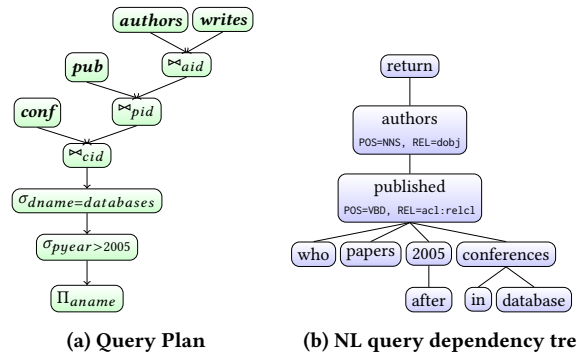 authors writes
⋈aid
pub
⋈pid
conf
⋈cid
σdname=databases
σpyear>2005
Πaname
(a) Query Plan
return
authors
POS=NNS, REL=dobj
published
POS=VBD, REL=acl:relcl
who papers 2005 conferences
after in database
(b) NL query dependency tre